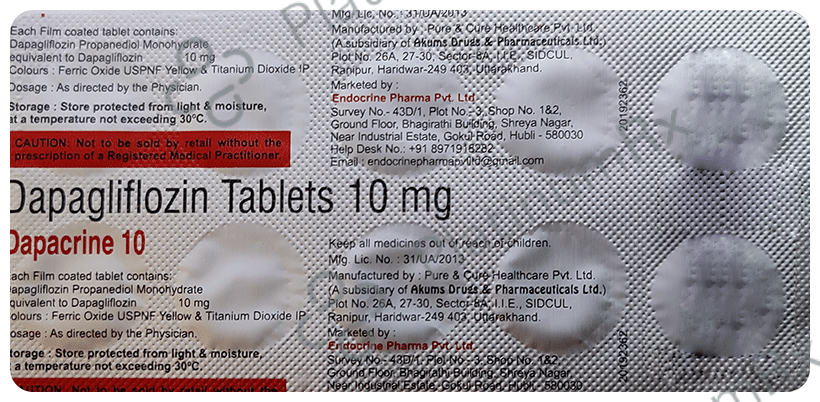 Each Film coated tablet contains:
Dapagliflozin Propanediol Monohydrate
equivalent to Dapagliflozin 10 mg
Colours : Ferric Oxide USPNF Yellow & Titanium Dioxide IP
Dosage : As directed by the Physician.
Storage : Store protected from light & moisture,
at a temperature not exceeding 30°C.
CAUTION: Not to be sold by retail without the
prescription of a Registered Medical Practitioner.
Mfg. Lic. No. : 31/UA/2013
Manufactured by : Pure & Cure Healthcare Pvt. Ltd.
(A subsidiary of Akums Drugs & Pharmaceuticals Ltd.)
Plot No. 26A, 27-30, Sector-8A, I.I.E., SIDCUL,
Ranipur, Haridwar-249 403, Uttarakhand.
Marketed by :
Endocrine Pharma Pvt. Ltd.
Survey No.- 43D/1, Plot No.- 3, Shop No. 1&2,
Ground Floor, Bhagirathi Building, Shreya Nagar,
Near Industrial Estate, Gokul Road, Hubli - 580030
Help Desk No.: +91 8971918282
Email : endocrinepharmapvtltd@gmail.com
20192362
Dapagliflozin Tablets 10 mg
Dapacrine 10
Each Film coated tablet contains:
Dapagliflozin Propanediol Monohydrate
equivalent to Dapagliflozin 10 mg
Colours : Ferric Oxide USPNF Yellow & Titanium Dioxide IP
Dosage : As directed by the Physician.
Storage : Store protected from light & moisture,
at a temperature not exceeding 30°C.
CAUTION: Not to be sold by retail without the
Keep all medicines out of reach of children.
Mfg. Lic. No. : 31/UA/2013
Manufactured by : Pure & Cure Healthcare Pvt. Ltd.
(A subsidiary of Akums Drugs & Pharmaceuticals Ltd.)
Plot No. 26A, 27-30, Sector-8A, I.I.E., SIDCUL,
Ranipur, Haridwar-249 403, Uttarakhand.
Marketed by :
Endocrine Pharma Pvt. Ltd.
Survey No.- 43D/1, Plot No.- 3, Shop No. 1&2,
Ground Floor, Bhagirathi Building, Shreya Nagar,
Near Industrial Estate, Gokul Road, Hubli - 580030
20192362